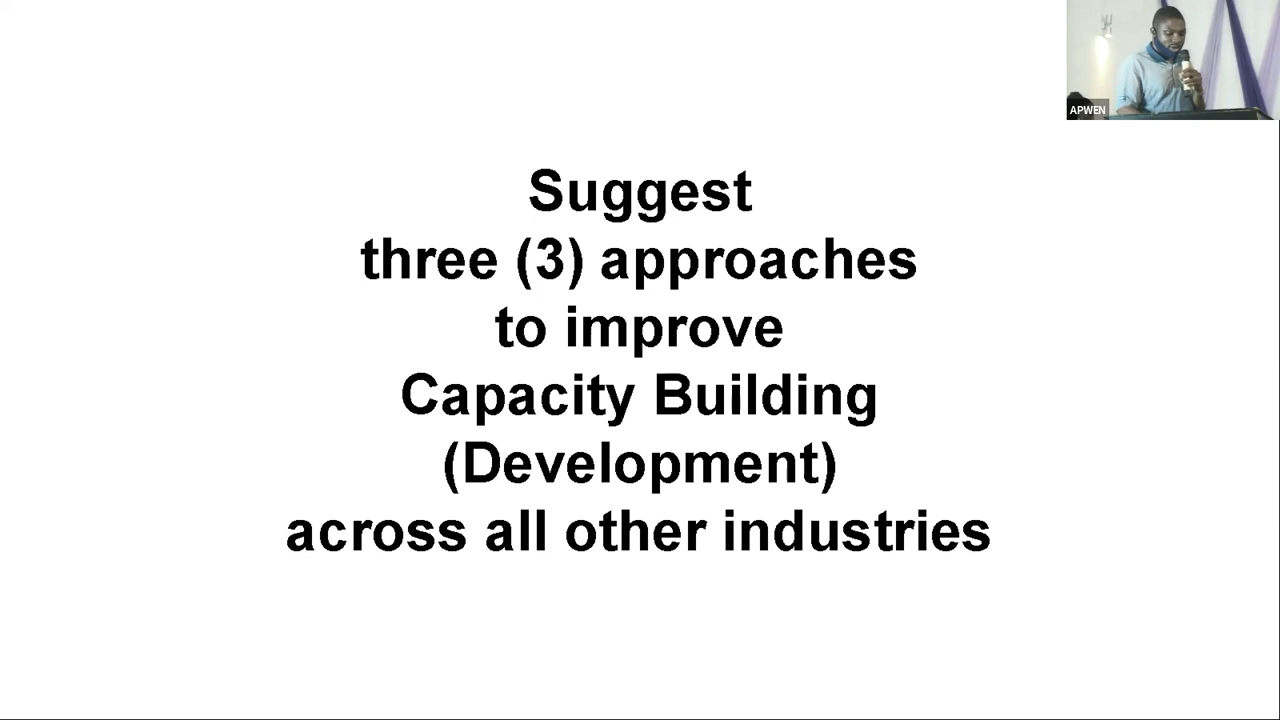 APWEN
Suggest
three (3) approaches
to improve
Capacity Building
(Development)
across all other industries